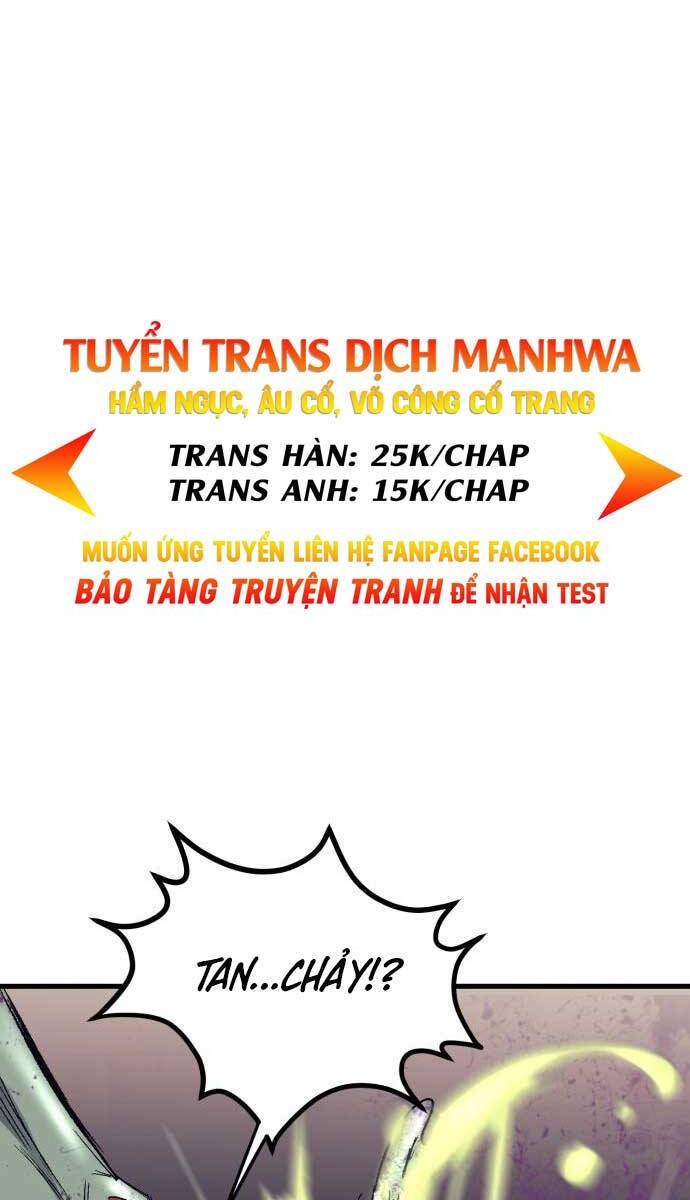 TUYỂN TRANS DỊCH MANHWA
HẦM NGỤC, ÂU CỔ, VÕ CÔNG CỔ TRANG
TRANS HÀN: 25K/CHAP
TRANS ANH: 15K/CHAP
MUỐN ỨNG TUYỂN LIÊN HỆ FANPAGE FACEBOOK
BẢO TÀNG TRUYỆN TRANH ĐỂ NHẬN TEST
TAN...CHẢY!?